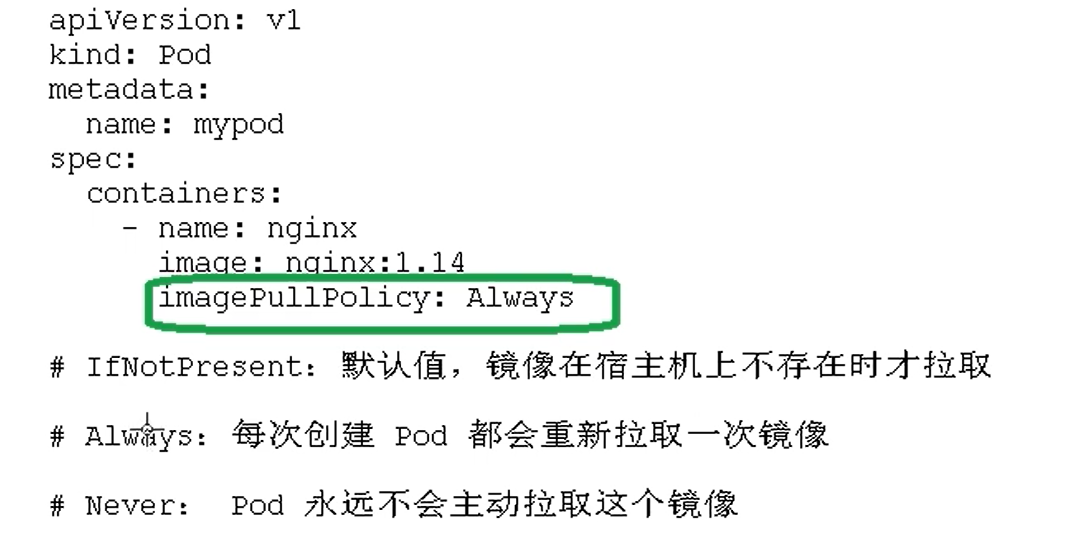 apiVersion: v1
kind: Pod
metadata:
  name: mypod
spec:
  containers:
    - name: nginx
      image: nginx:1.14
      imagePullPolicy: Always
# IfNotPresent：默认值，镜像在宿主机上不存在时才拉取
# Always：每次创建 Pod 都会重新拉取一次镜像
# Never： Pod 永远不会主动拉取这个镜像